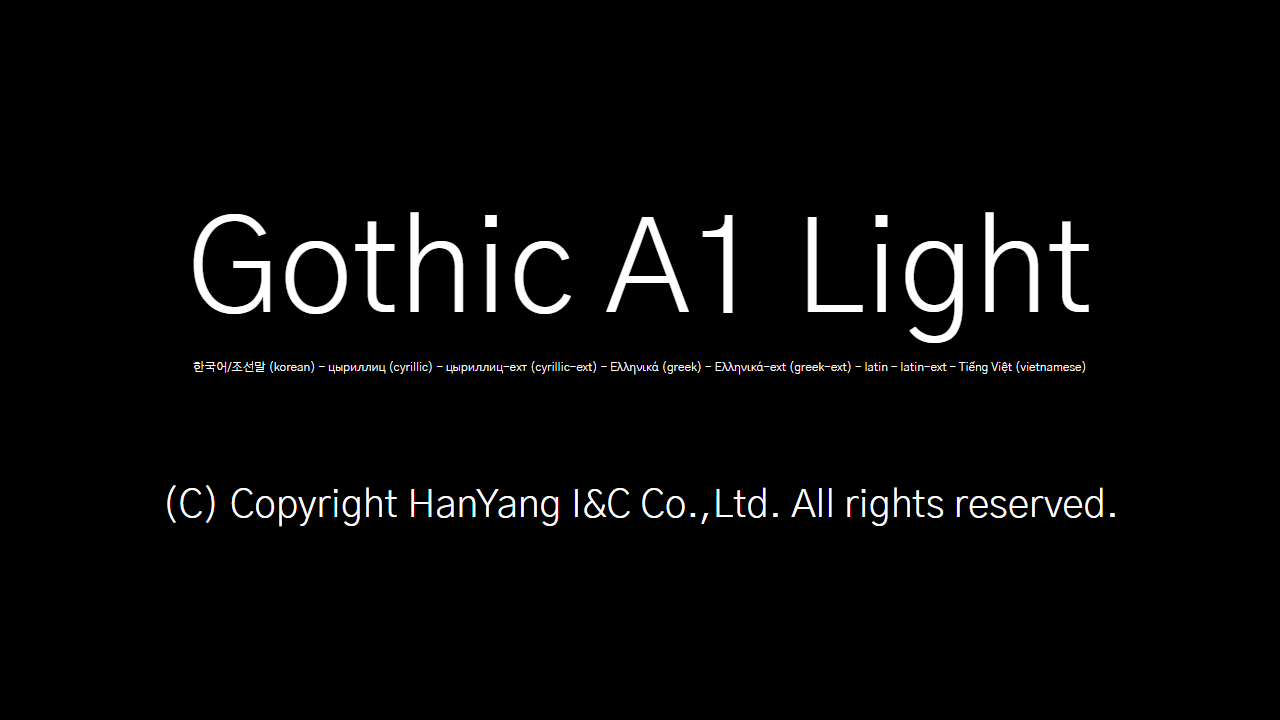 Gothic A1 Light
한국어/조선말 (korean) - цыриллиц (cyrillic) - цыриллиц-ехт (cyrillic-ext) - Ελληνικά (greek) - Ελληνικά-ext (greek-ext) - latin - latin-ext - Tiếng Việt (vietnamese)
(C) Copyright HanYang I&C Co.,Ltd. All rights reserved.